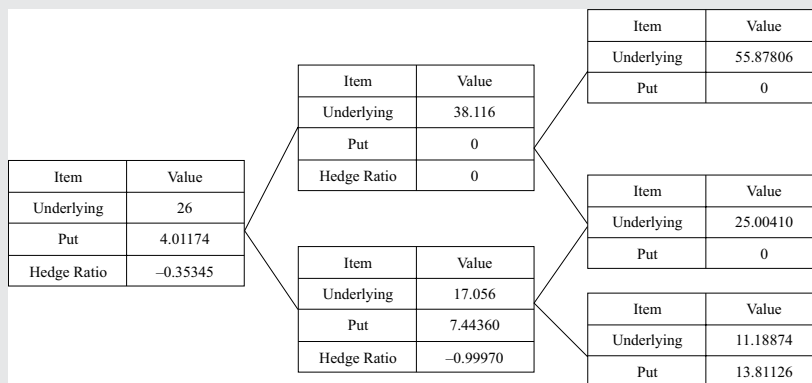 Item Value
Underlying 55.87806
Put 0
Item Value
Underlying 38.116
Put 0
Hedge Ratio 0
Item Value
Underlying 26
Put 4.01174
Hedge Ratio –0.35345
Item Value
Underlying 25.00410
Put 0
Item Value
Underlying 17.056
Put 7.44360
Hedge Ratio –0.99970
Item Value
Underlying 11.18874
Put 13.81126